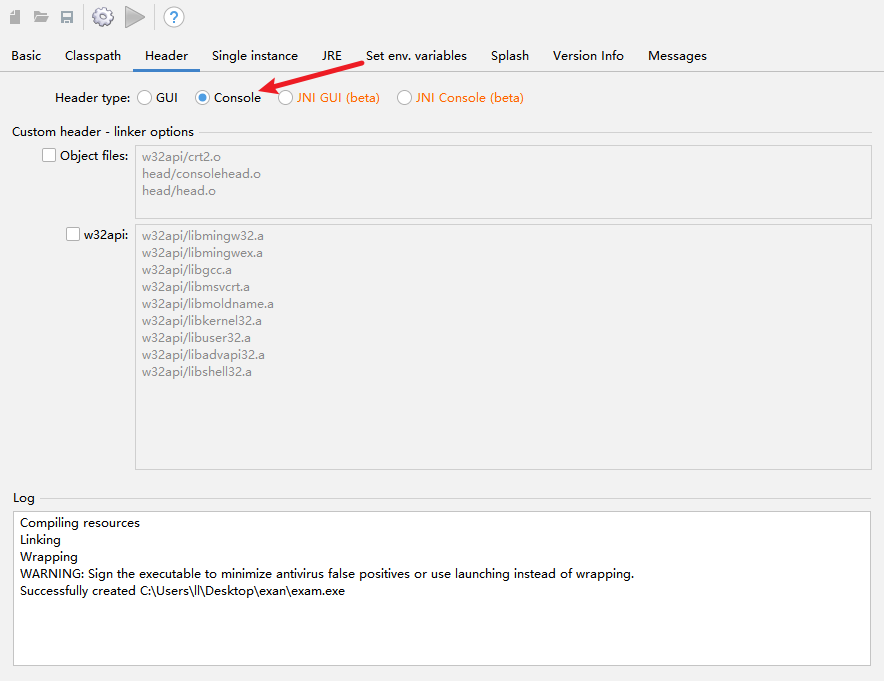 ?
Basic Classpath Header Single instance JRE Set env. variables Splash Version Info Messages
Header type: GUI Console JNI GUI (beta) JNI Console (beta)
Custom header - linker options
Object files:
w32api/crt2.o
head/consolehead.o
head/head.o
w32api:
w32api/libmingw32.a
w32api/libmingwex.a
w32api/libgcc.a
w32api/libmsvcrt.a
w32api/libmoldname.a
w32api/libkernel32.a
w32api/libuser32.a
w32api/libadvapi32.a
w32api/libshell32.a
Log
Compiling resources
Linking
Wrapping
WARNING: Sign the executable to minimize antivirus false positives or use launching instead of wrapping.
Successfully created C:\Users\ll\Desktop\exan\exam.exe